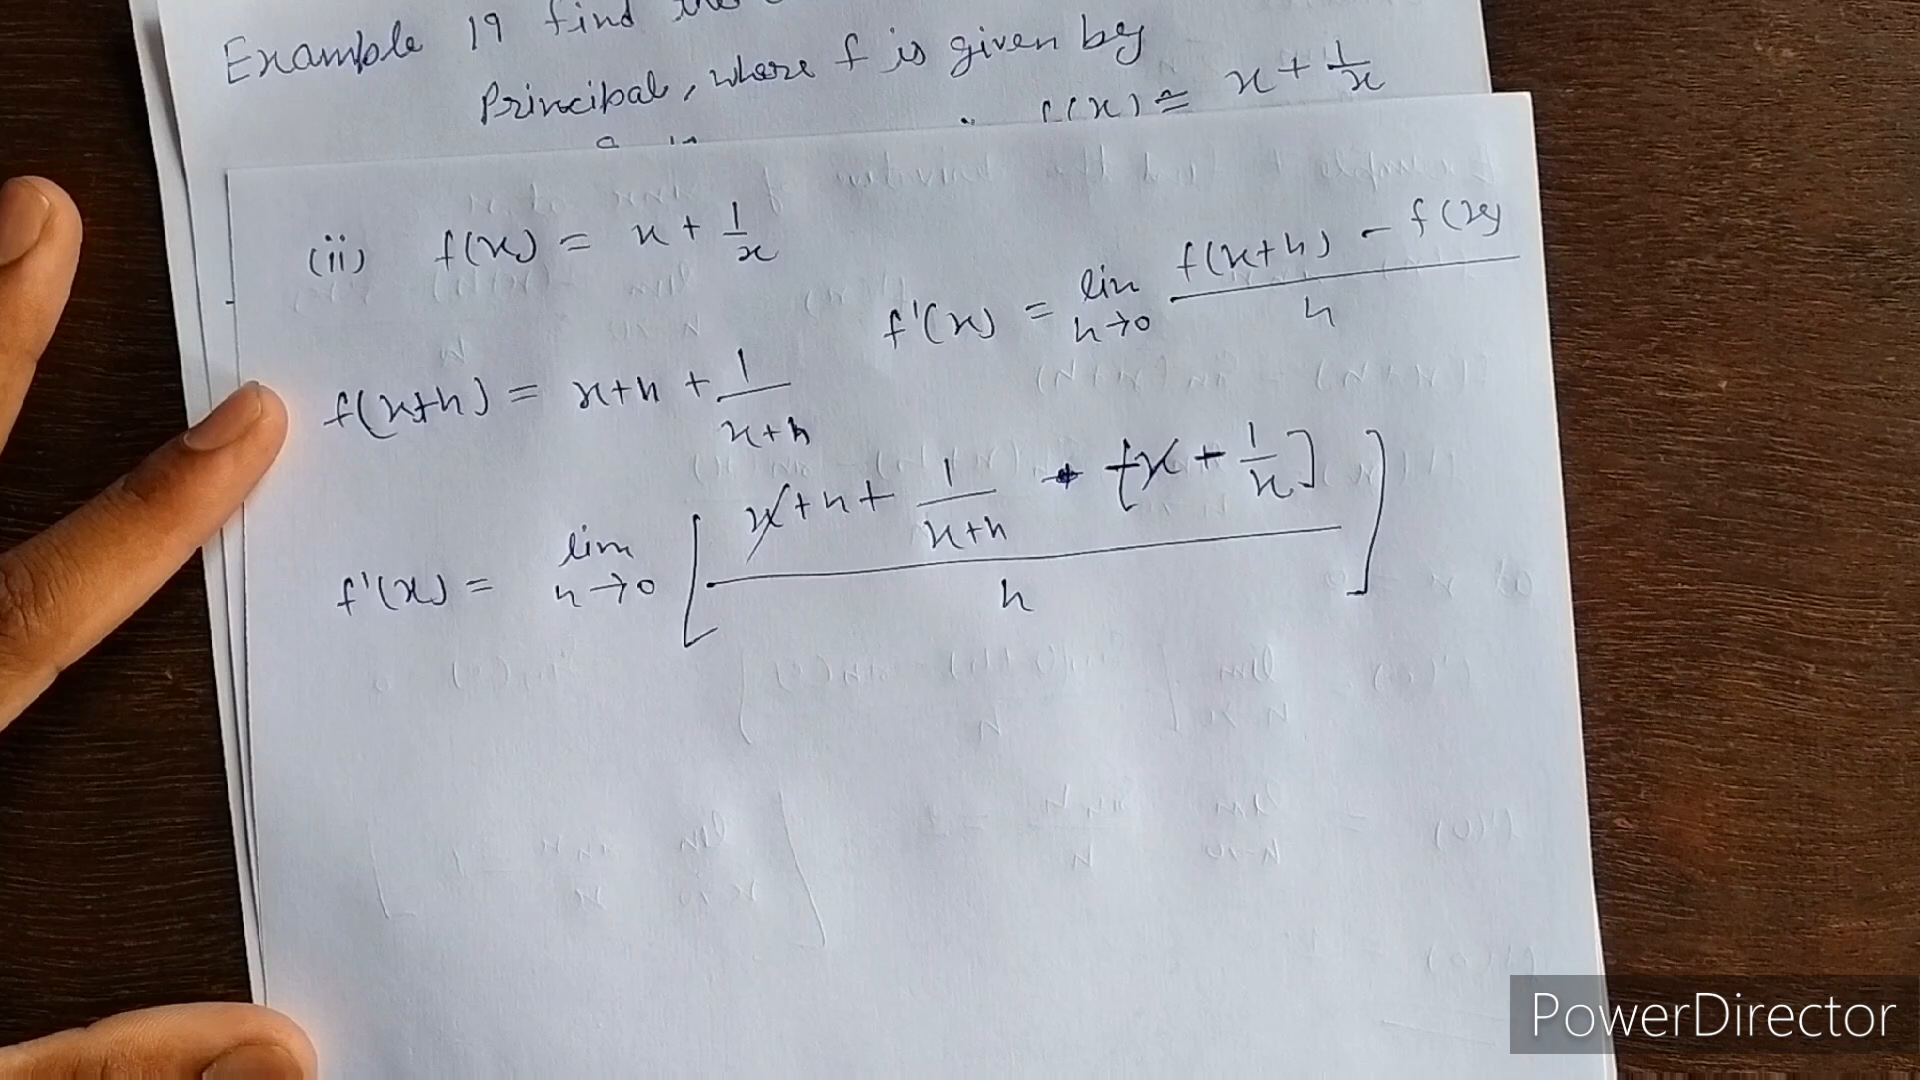 Example 19 find the
Principal, where f is given by
f(x) = x + 1/x
(ii) f(x) = x + 1/x
f'(x) = lim h→0 f(x+h) - f(x) / h
f(x+h) = x+h + 1/x+h
f'(x) = lim h→0 [x+h+ 1/x+h - [x + 1/x] / h]
PowerDirector